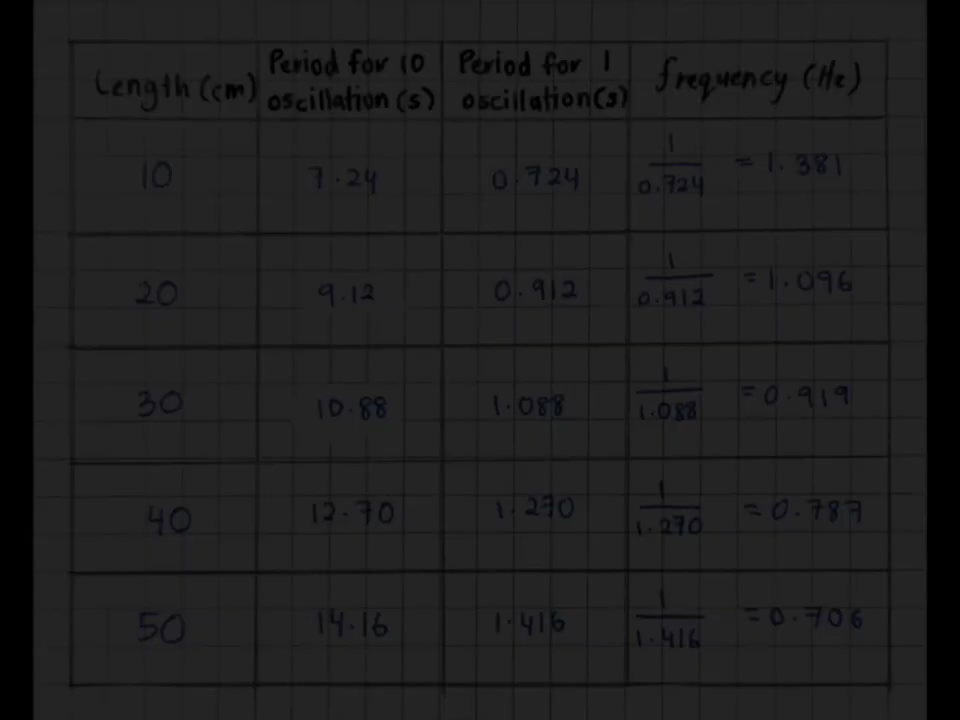 Length (cm) Period for 10 oscillation (s) Period for 1 oscillation(s) frequency (Hz)
10 7.24 0.724 1/0.724 = 1.381
20 9.12 0.912 1/0.912 = 1.096
30 10.88 1.088 1/1.088 = 0.919
40 12.70 1.270 1/1.270 = 0.787
50 14.16 1.416 1/1.416 = 0.706